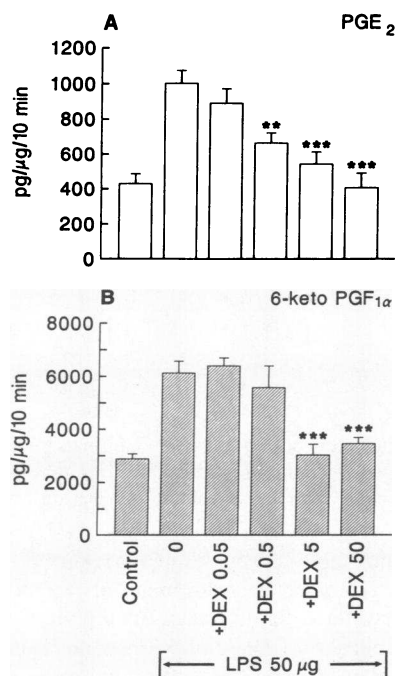 A
PGE 2
pg/µg/10 min
1200
1000
800
600
400
200
0
**
***
***
B
6-keto PGF1α
pg/µg/10 min
8000
6000
4000
2000
0
***
***
Control
0
+DEX 0.05
+DEX 0.5
+DEX 5
+DEX 50
LPS 50 µg